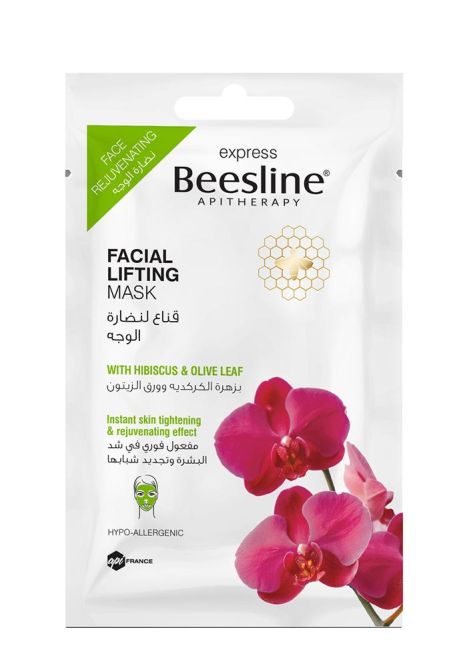 FACE
REJUVENATING
نضارة الوجه
express
Beesline®
APITHERAPY
FACIAL
LIFTING
MASK
قناع لنضارة
الوجه
WITH HIBISCUS & OLIVE LEAF
بزهرة الكركديه وورق الزيتون
Instant skin tightening
& rejuvenating effect
مفعول فوري في شد
البشرة وتجديد شبابها
HYPO-ALLERGENIC
api FRANCE